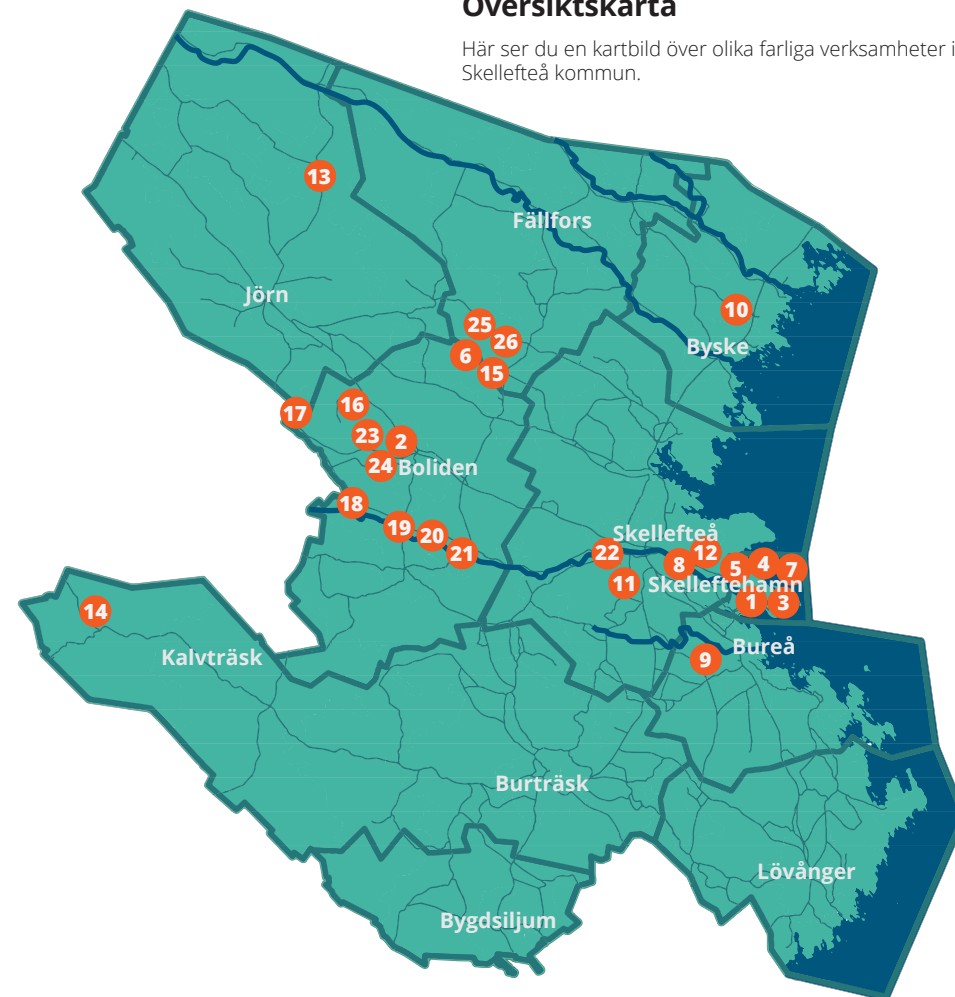 Översiktskarta
Här ser du en kartbild över olika farliga verksamheter i
Skellefteå kommun.
13
Fällfors
Jörn
10
25
26
Byske
6
15
16
17
23
2
24
Boliden
18
19
20
21
Skellefteå
22
12
8
5
4
7
11
Skelleftehamn
1
3
14
Kalvträsk
Bureå
9
Burträsk
Lövånger
Bygdsiljum